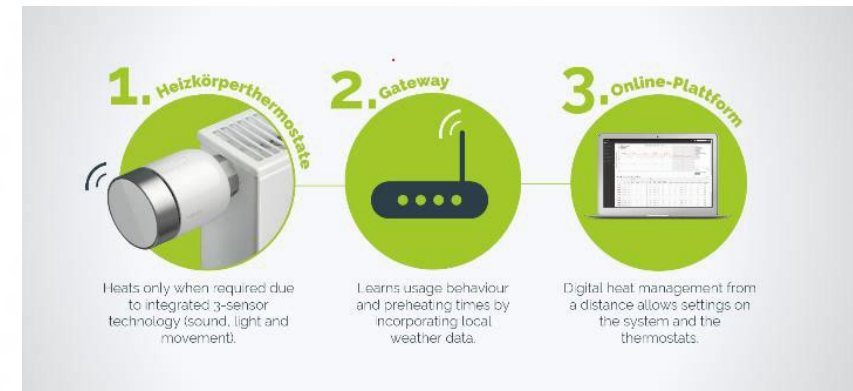 1. Heizkörperthermostate
2. Gateway
3. Online-Plattform
Heats only when required due
to integrated 3-sensor
technology (sound, light and
movement).
Learns usage behaviour
and preheating times by
incorporating local
weather data.
Digital heat management from
a distance allows settings on
the system and the
thermostats.